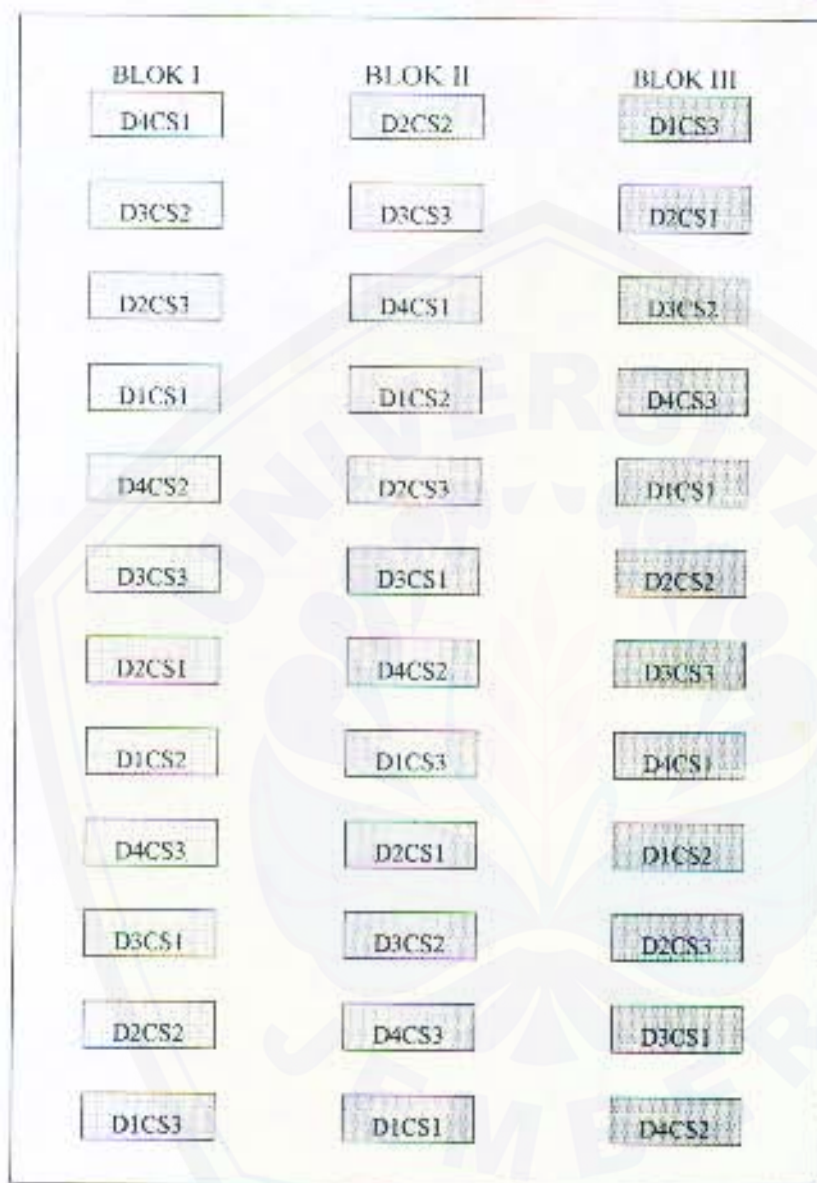 BLOK I BLOK II BLOK III
D4CS1 D2CS2 D1CS3
D3CS2 D3CS3 D2CS1
D2CS3 D4CS1 D3CS2
D1CS1 D1CS2 D4CS3
D4CS2 D2CS3 D1CS1
D3CS3 D3CS1 D2CS2
D2CS1 D4CS2 D3CS3
D1CS2 D1CS3 D4CS1
D4CS3 D2CS1 D1CS2
D3CS1 D3CS2 D2CS3
D2CS2 D4CS3 D3CS1
D1CS3 D1CS1 D4CS2
UNIVERSITA
JEMBER